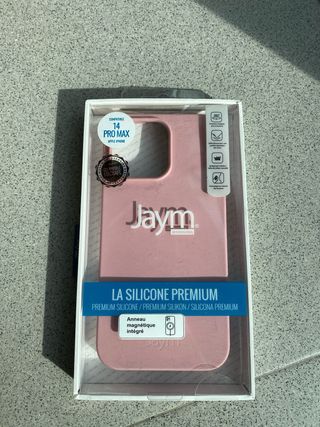 COMPATIBLE
14
PRO MAX
APPLE IPHONE
Jaym
LA SILICONE PREMIUM
PREMIUM SILICONE / PREMIUM SILIKON / SILICONA PREMIUM
Anneau
magnétique
intégré